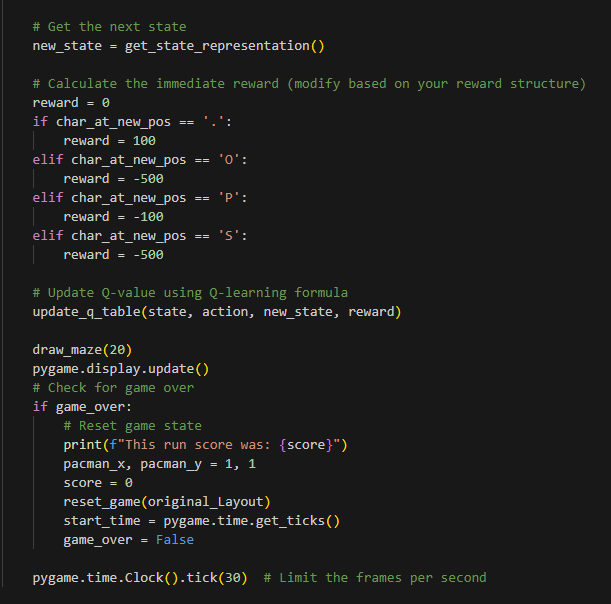 # Get the next state
new_state = get_state_representation()
# Calculate the immediate reward (modify based on your reward structure)
reward = 0
if char_at_new_pos == '.':
reward = 100
elif char_at_new_pos == 'O':
reward = -500
elif char_at_new_pos == 'P':
reward = -100
elif char_at_new_pos == 'S':
reward = -500
# Update Q-value using Q-learning formula
update_q_table(state, action, new_state, reward)
draw_maze(20)
pygame.display.update()
# Check for game over
if game_over:
# Reset game state
print(f"This run score was: {score}")
pacman_x, pacman_y = 1, 1
score = 0
reset_game(original_Layout)
start_time = pygame.time.get_ticks()
game_over = False
pygame.time.Clock().tick(30)  # Limit the frames per second